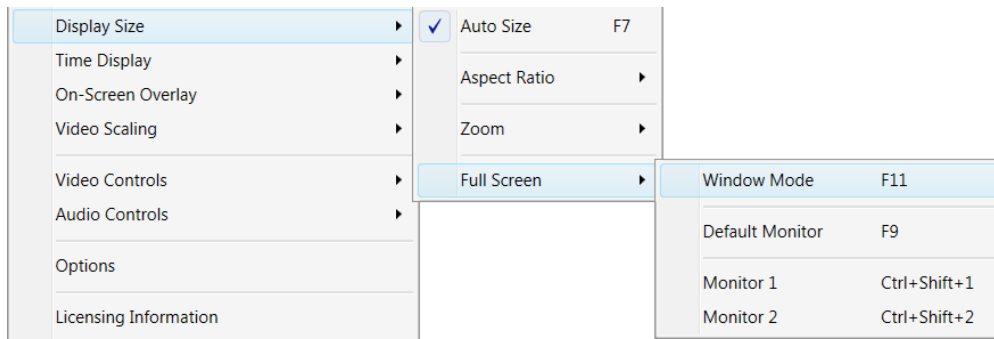 Display Size
Time Display
On-Screen Overlay
Video Scaling
Video Controls
Audio Controls
Options
Licensing Information
Auto Size F7
Aspect Ratio
Zoom
Full Screen
Window Mode F11
Default Monitor F9
Monitor 1 Ctrl+Shift+1
Monitor 2 Ctrl+Shift+2